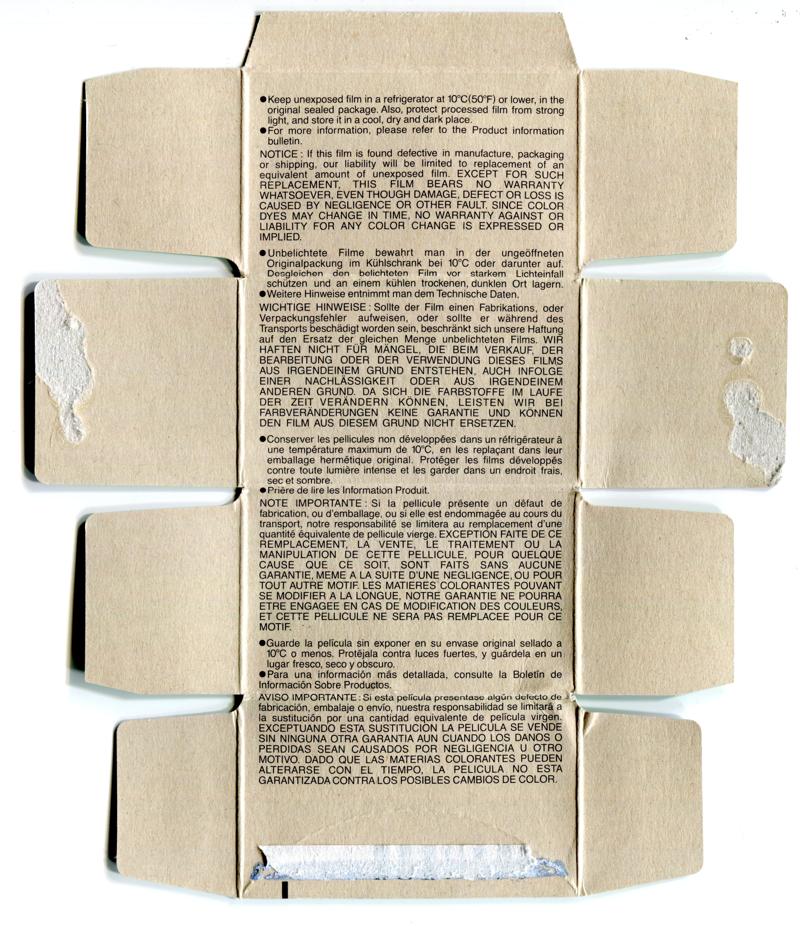 ●Keep unexposed film in a refrigerator at 10°C(50°F) or lower, in the
original sealed package. Also, protect processed film from strong
light, and store it in a cool, dry and dark place.
●For more information, please refer to the Product information
bulletin.
NOTICE : If this film is found defective in manufacture, packaging
or shipping, our liability will be limited to replacement of an
equivalent amount of unexposed film. EXCEPT FOR SUCH
REPLACEMENT, THIS FILM BEARS NO WARRANTY
WHATSOEVER, EVEN THOUGH DAMAGE, DEFECT OR LOSS IS
CAUSED BY NEGLIGENCE OR OTHER FAULT. SINCE COLOR
DYES MAY CHANGE IN TIME, NO WARRANTY AGAINST OR
LIABILITY FOR ANY COLOR CHANGE IS EXPRESSED OR
IMPLIED.
●Unbelichtete Filme bewahrt man in der ungeöffneten
Originalpackung im Kühlschrank bei 10°C oder darunter auf.
Desgleichen den belichteten Film vor starkem Lichteinfall
schützen und an einem kühlen trockenen, dunklen Ort lagern.
●Weitere Hinweise entnimmt man dem Technische Daten.
WICHTIGE HINWEISE : Sollte der Film einen Fabrikations, oder
Verpackungsfehler aufweisen, oder sollte er während des
Transports beschädigt worden sein, beschränkt sich unsere Haftung
auf den Ersatz der gleichen Menge unbelichteten Films. WIR
HAFTEN NICHT FÜR MÄNGEL, DIE BEIM VERKAUF, DER
BEARBEITUNG ODER DER VERWENDUNG DIESES FILMS
AUS IRGENDEINEM GRUND ENTSTEHEN, AUCH INFOLGE
EINER NACHLÄSSIGKEIT ODER AUS IRGENDEINEM
ANDEREN GRUND. DA SICH DIE FARBSTOFFE IM LAUFE
DER ZEIT VERÄNDERN KÖNNEN, LEISTEN WIR BEI
FARBVERÄNDERUNGEN KEINE GARANTIE UND KÖNNEN
DEN FILM AUS DIESEM GRUND NICHT ERSETZEN.
●Conserver les pellicules non développées dans un réfrigérateur à
une température maximum de 10°C, en les replaçant dans leur
emballage hermétique original. Protéger les films développés
contre toute lumière intense et les garder dans un endroit frais,
sec et sombre.
●Prière de lire les Information Produit.
NOTE IMPORTANTE : Si la pellicule présente un défaut de
fabrication, ou d'emballage, ou si elle est endommagée au cours du
transport, notre responsabilité se limitera au remplacement d'une
quantité équivalente de pellicule vierge. EXCEPTION FAITE DE CE
REMPLACEMENT, LA VENTE, LE TRAITEMENT OU LA
MANIPULATION DE CETTE PELLICULE, POUR QUELQUE
CAUSE QUE CE SOIT, SONT FAITS SANS AUCUNE
GARANTIE, MEME A LA SUITE D'UNE NEGLIGENCE, OU POUR
TOUT AUTRE MOTIF. LES MATIERES COLORANTES POUVANT
SE MODIFIER A LA LONGUE, NOTRE GARANTIE NE POURRA
ETRE ENGAGEE EN CAS DE MODIFICATION DES COULEURS,
ET CETTE PELLICULE NE SERA PAS REMPLACEE POUR CE
MOTIF.
●Guarde la película sin exponer en su envase original sellado a
10°C o menos. Protéjala contra luces fuertes, y guárdela en un
lugar fresco, seco y obscuro.
●Para una información más detallada, consulte la Boletín de
Información Sobre Productos.
AVISO IMPORTANTE : Si esta película presentase algún defecto de
fabricación, embalaje o envío, nuestra responsabilidad se limitará a
la sustitución por una cantidad equivalente de película virgen.
EXCEPTUANDO ESTA SUSTITUCION LA PELICULA SE VENDE
SIN NINGUNA OTRA GARANTIA AUN CUANDO LOS DANOS O
PERDIDAS SEAN CAUSADOS POR NEGLIGENCIA U OTRO
MOTIVO. DADO QUE LAS MATERIAS COLORANTES PUEDEN
ALTERARSE CON EL TIEMPO, LA PELICULA NO ESTA
GARANTIZADA CONTRA LOS POSIBLES CAMBIOS DE COLOR.